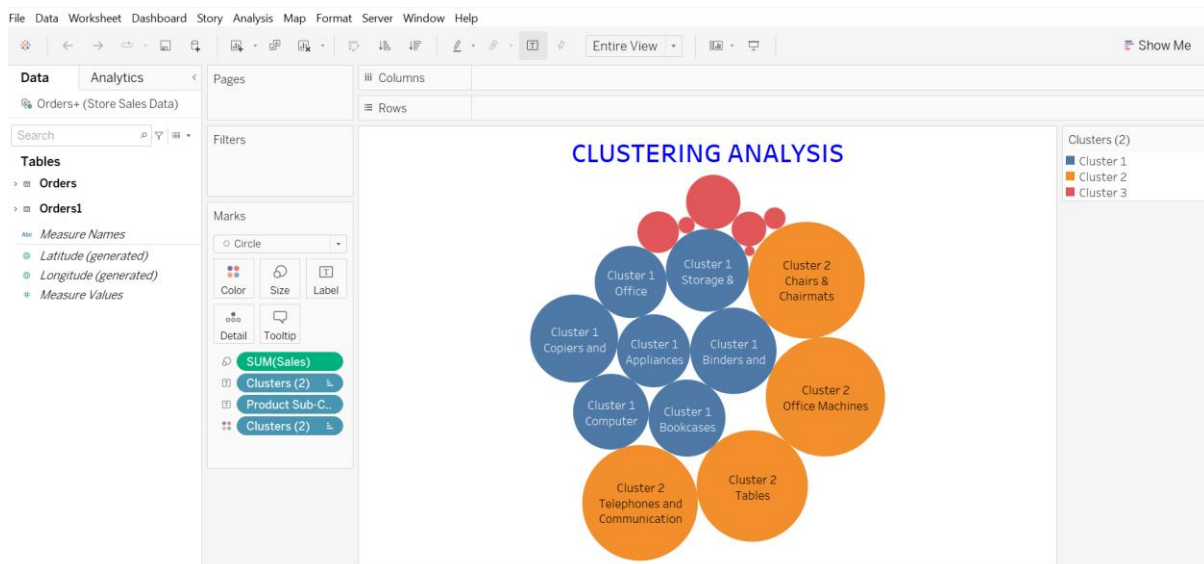 File Data Worksheet Dashboard Story Analysis Map Format Server Window Help
Entire View
Show Me
Data Analytics
Orders+ (Store Sales Data)
Search
Tables
Orders
Orders1
Abc Measure Names
Latitude (generated)
Longitude (generated)
# Measure Values
Pages
Filters
Marks
Circle
Color Size Label
Detail Tooltip
SUM(Sales)
Clusters (2)
Product Sub-C..
Clusters (2)
Columns
Rows
CLUSTERING ANALYSIS
Cluster 1
Office
Cluster 1
Storage &
Cluster 2
Chairs &
Chairmats
Cluster 1
Copiers and
Cluster 1
Appliances
Cluster 1
Binders and
Cluster 2
Office Machines
Cluster 1
Computer
Cluster 1
Bookcases
Cluster 2
Telephones and
Communication
Cluster 2
Tables
Clusters (2)
Cluster 1
Cluster 2
Cluster 3